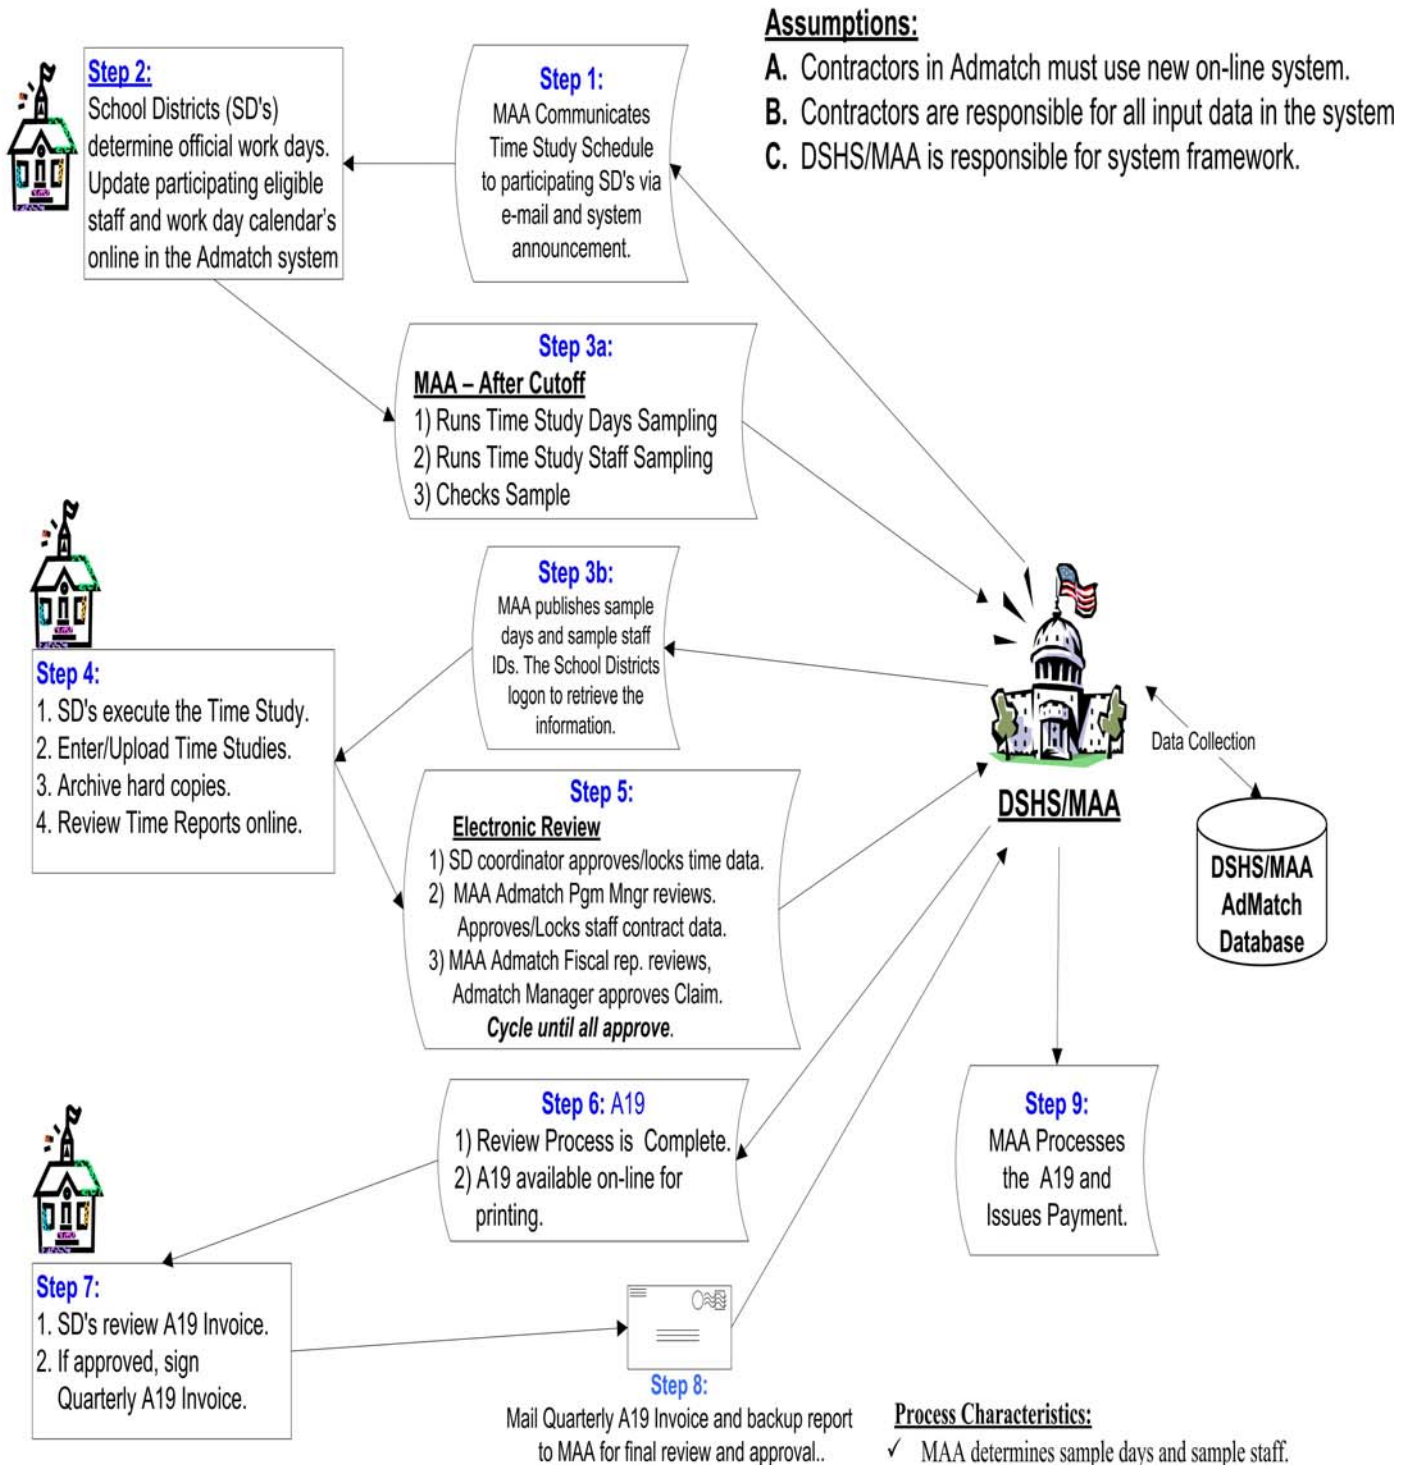 Assumptions:
A. Contractors in Admatch must use new on-line system.
B. Contractors are responsible for all input data in the system
C. DSHS/MAA is responsible for system framework.
Step 1:
MAA Communicates
Time Study Schedule
to participating SD's via
e-mail and system
announcement.
Step 2:
School Districts (SD's)
determine official work days.
Update participating eligible
staff and work day calendar's
online in the Admatch system
Step 3a:
MAA – After Cutoff
1) Runs Time Study Days Sampling
2) Runs Time Study Staff Sampling
3) Checks Sample
Step 3b:
MAA publishes sample
days and sample staff
IDs. The School Districts
logon to retrieve the
information.
Step 4:
1. SD's execute the Time Study.
2. Enter/Upload Time Studies.
3. Archive hard copies.
4. Review Time Reports online.
Step 5:
Electronic Review
1) SD coordinator approves/locks time data.
2) MAA Admatch Pgm Mngr reviews.
Approves/Locks staff contract data.
3) MAA Admatch Fiscal rep. reviews,
Admatch Manager approves Claim.
Cycle until all approve.
DSHS/MAA
Data Collection
DSHS/MAA
AdMatch
Database
Step 6: A19
1) Review Process is Complete.
2) A19 available on-line for
printing.
Step 7:
1. SD's review A19 Invoice.
2. If approved, sign
Quarterly A19 Invoice.
Step 8:
Mail Quarterly A19 Invoice and backup report
to MAA for final review and approval..
Step 9:
MAA Processes
the A19 and
Issues Payment.
Process Characteristics:
✓ MAA determines sample days and sample staff.